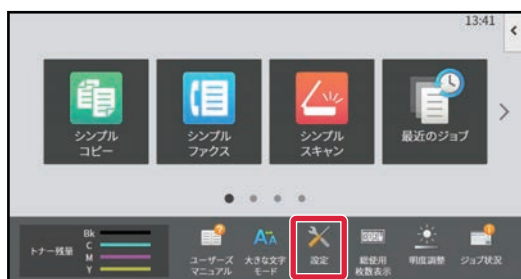 13:41
シンプル
コピー
シンプル
ファクス
シンプル
スキャン
最近のジョブ
トナー残量
Bk
C
M
Y
ユーザーズ
マニュアル
大きな文字
モード
設定
総使用
枚数表示
明度調整
ジョブ状況